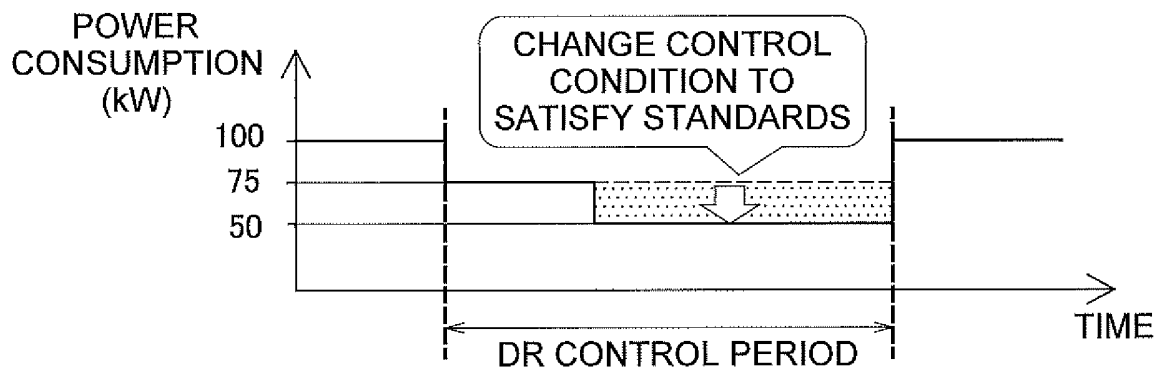 POWER
CONSUMPTION
(kW)
CHANGE CONTROL
CONDITION TO
SATISFY STANDARDS
100
75
50
TIME
DR CONTROL PERIOD